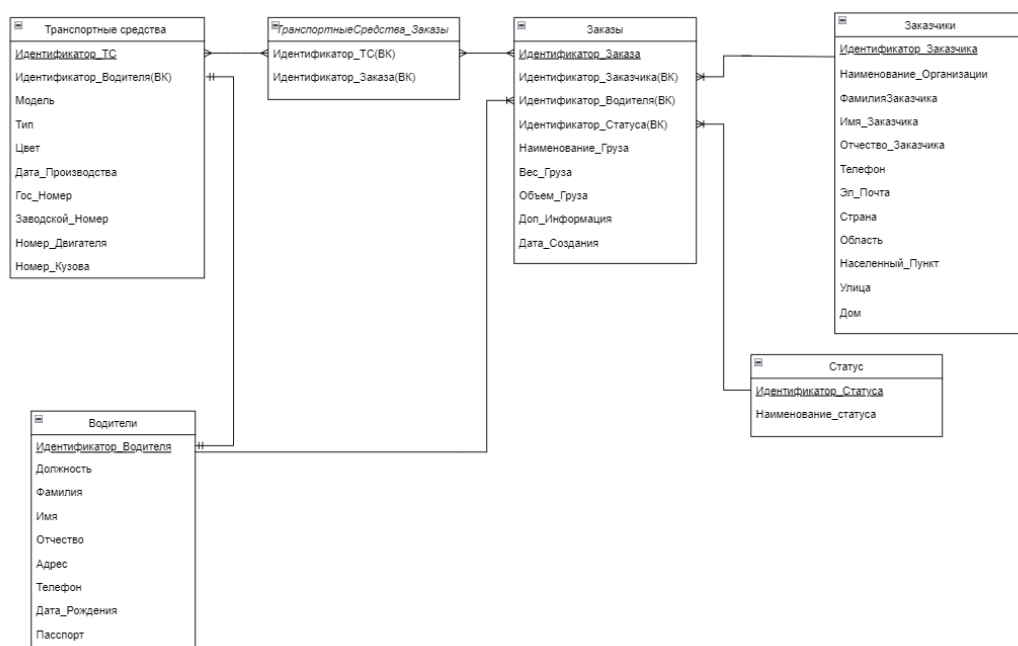 Транспортные средства
Идентификатор_ТС
Идентификатор_Водителя(ВК)
Модель
Тип
Цвет
Дата_Производства
Гос_Номер
Заводской_Номер
Номер_Двигателя
Номер_Кузова
ТранспортныеСредства_Заказы
Идентификатор_ТС(ВК)
Идентификатор_Заказа(ВК)
Заказы
Идентификатор_Заказа
Идентификатор_Заказчика(ВК)
Идентификатор_Водителя(ВК)
Идентификатор_Статуса(ВК)
Наименование_Груза
Вес_Груза
Объем_Груза
Доп_Информация
Дата_Создания
Заказчики
Идентификатор_Заказчика
Наименование_Организации
ФамилияЗаказчика
Имя_Заказчика
Отчество_Заказчика
Телефон
Эл_Почта
Страна
Область
Населенный_Пункт
Улица
Дом
Статус
Идентификатор_Статуса
Наименование_статуса
Водители
Идентификатор_Водителя
Должность
Фамилия
Имя
Отчество
Адрес
Телефон
Дата_Рождения
Пасспорт